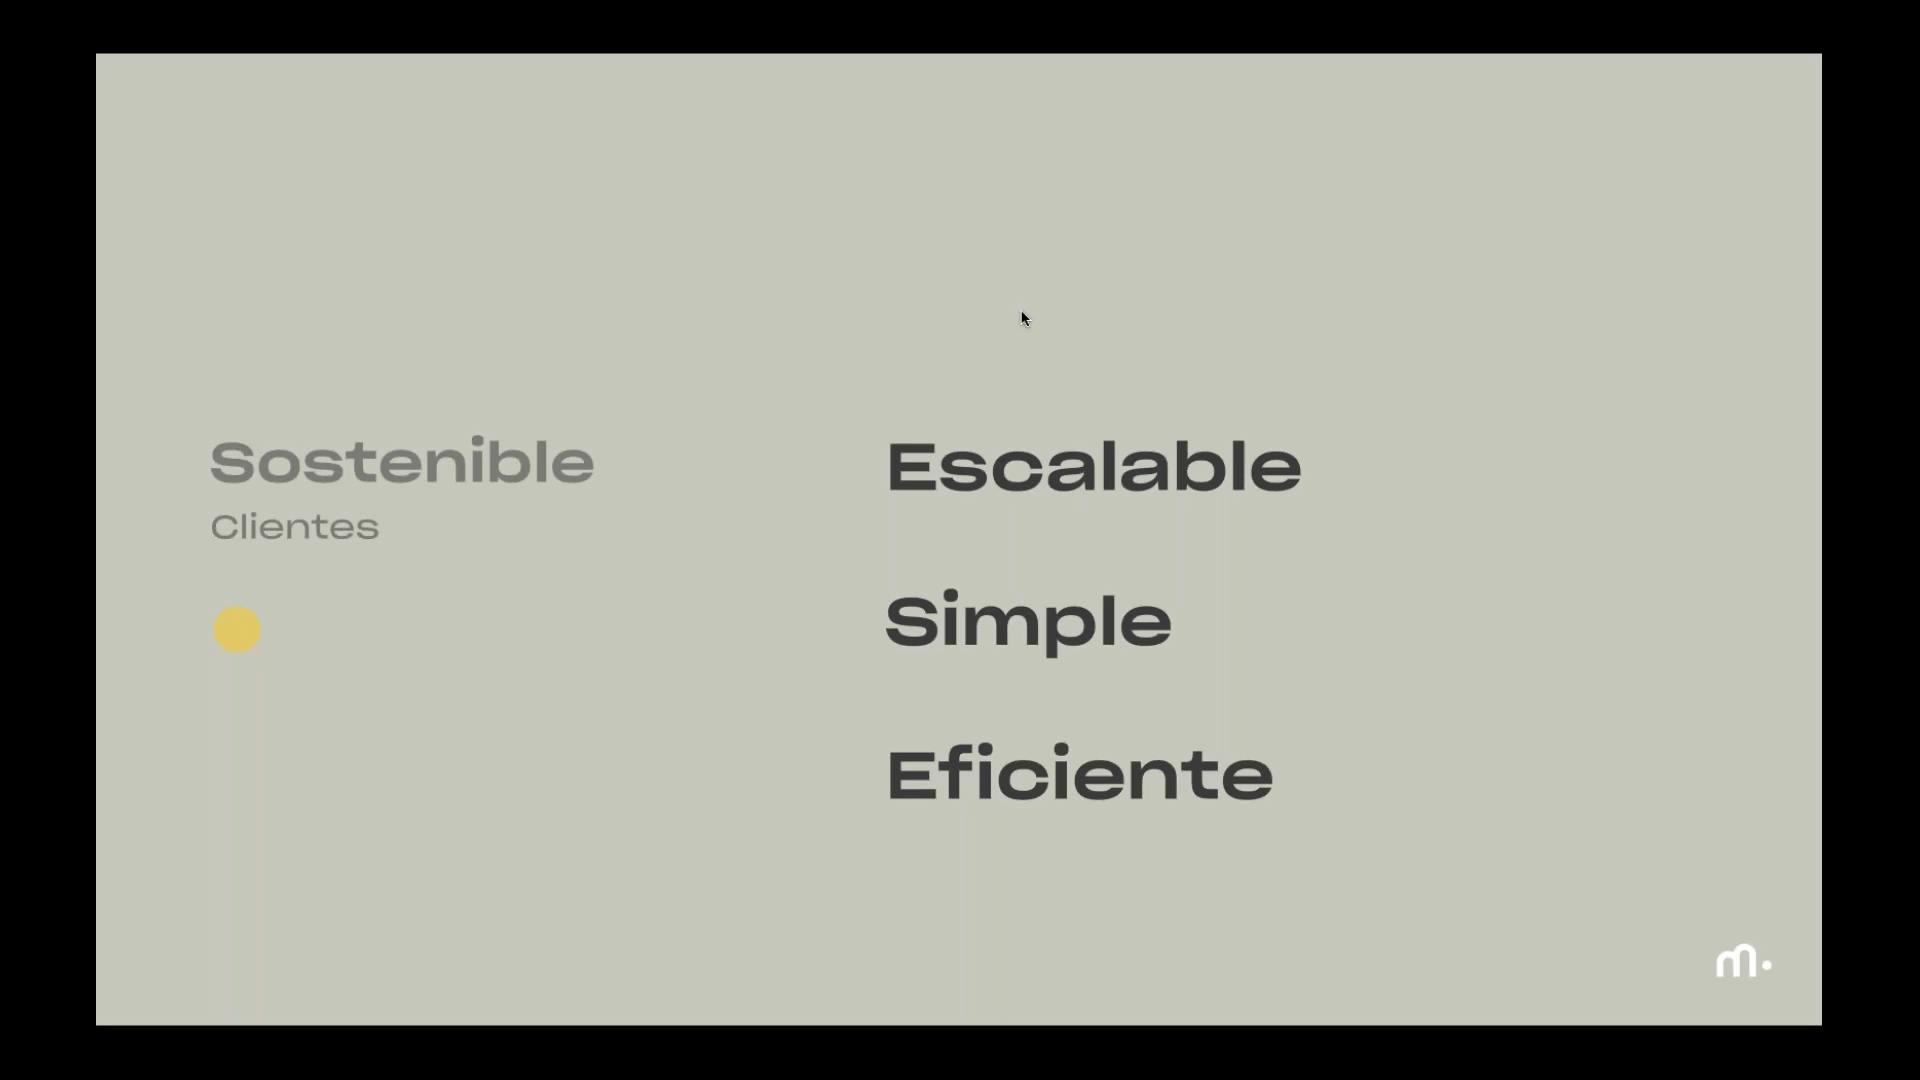 Sostenible
Clientes
Escalable
Simple
Eficiente
m.